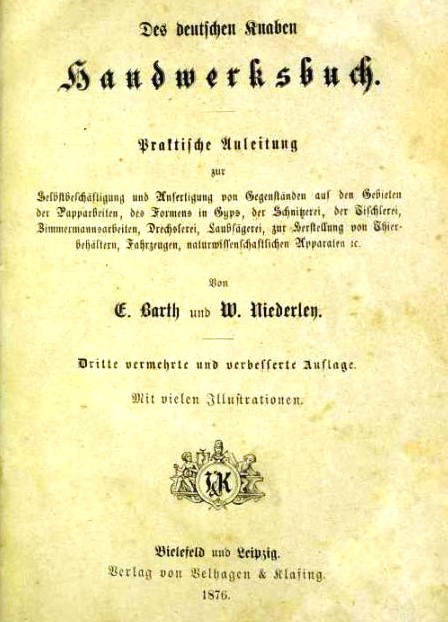 Des deutschen Knaben
Handwerksbuch.
Praktische Anleitung
zur
Selbstbeschäftigung und Anfertigung von Gegenständen auf den Gebieten
der Papparbeiten, des Formens in Gyps, der Schnitzerei, der Tischlerei,
Zimmermannsarbeiten, Drechslerei, Laubsägerei, zur Herstellung von Thier-
behältern, Fahrzeugen, naturwissenschaftlichen Apparaten ꝛc.
Von
E. Barth und W. Niederley.
Dritte vermehrte und verbesserte Auflage.
Mit vielen Illustrationen.
VK
Bielefeld und Leipzig.
Verlag von Velhagen & Klasing.
1876.